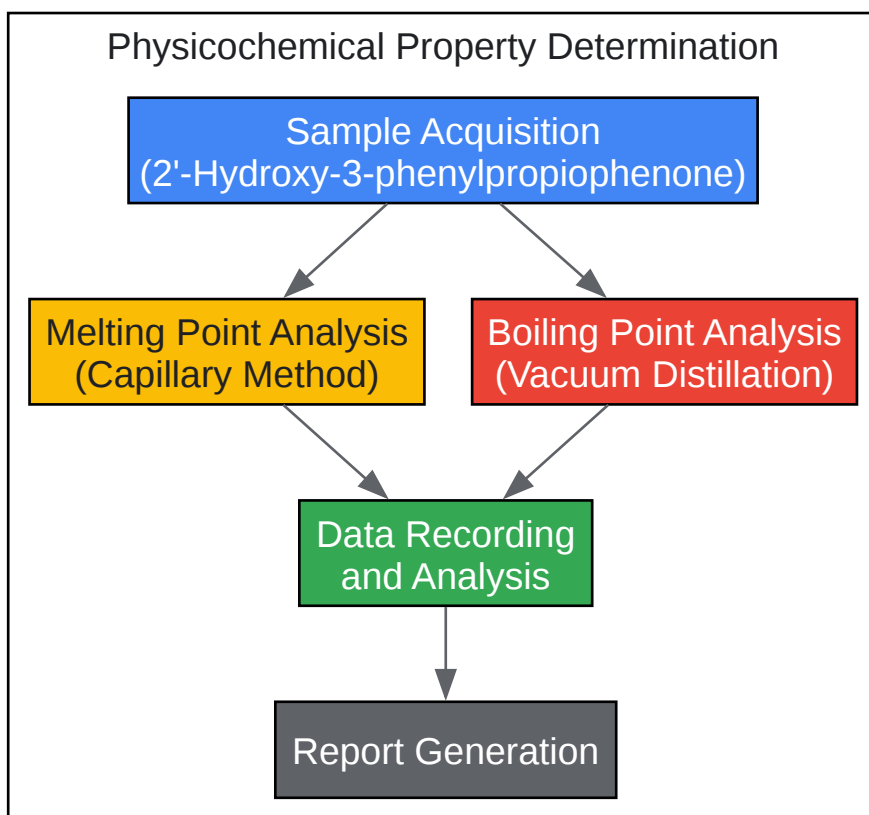 Physicochemical Property Determination
Sample Acquisition
(2'-Hydroxy-3-phenylpropiophenone)
Melting Point Analysis
(Capillary Method)
Boiling Point Analysis
(Vacuum Distillation)
Data Recording
and Analysis
Report Generation